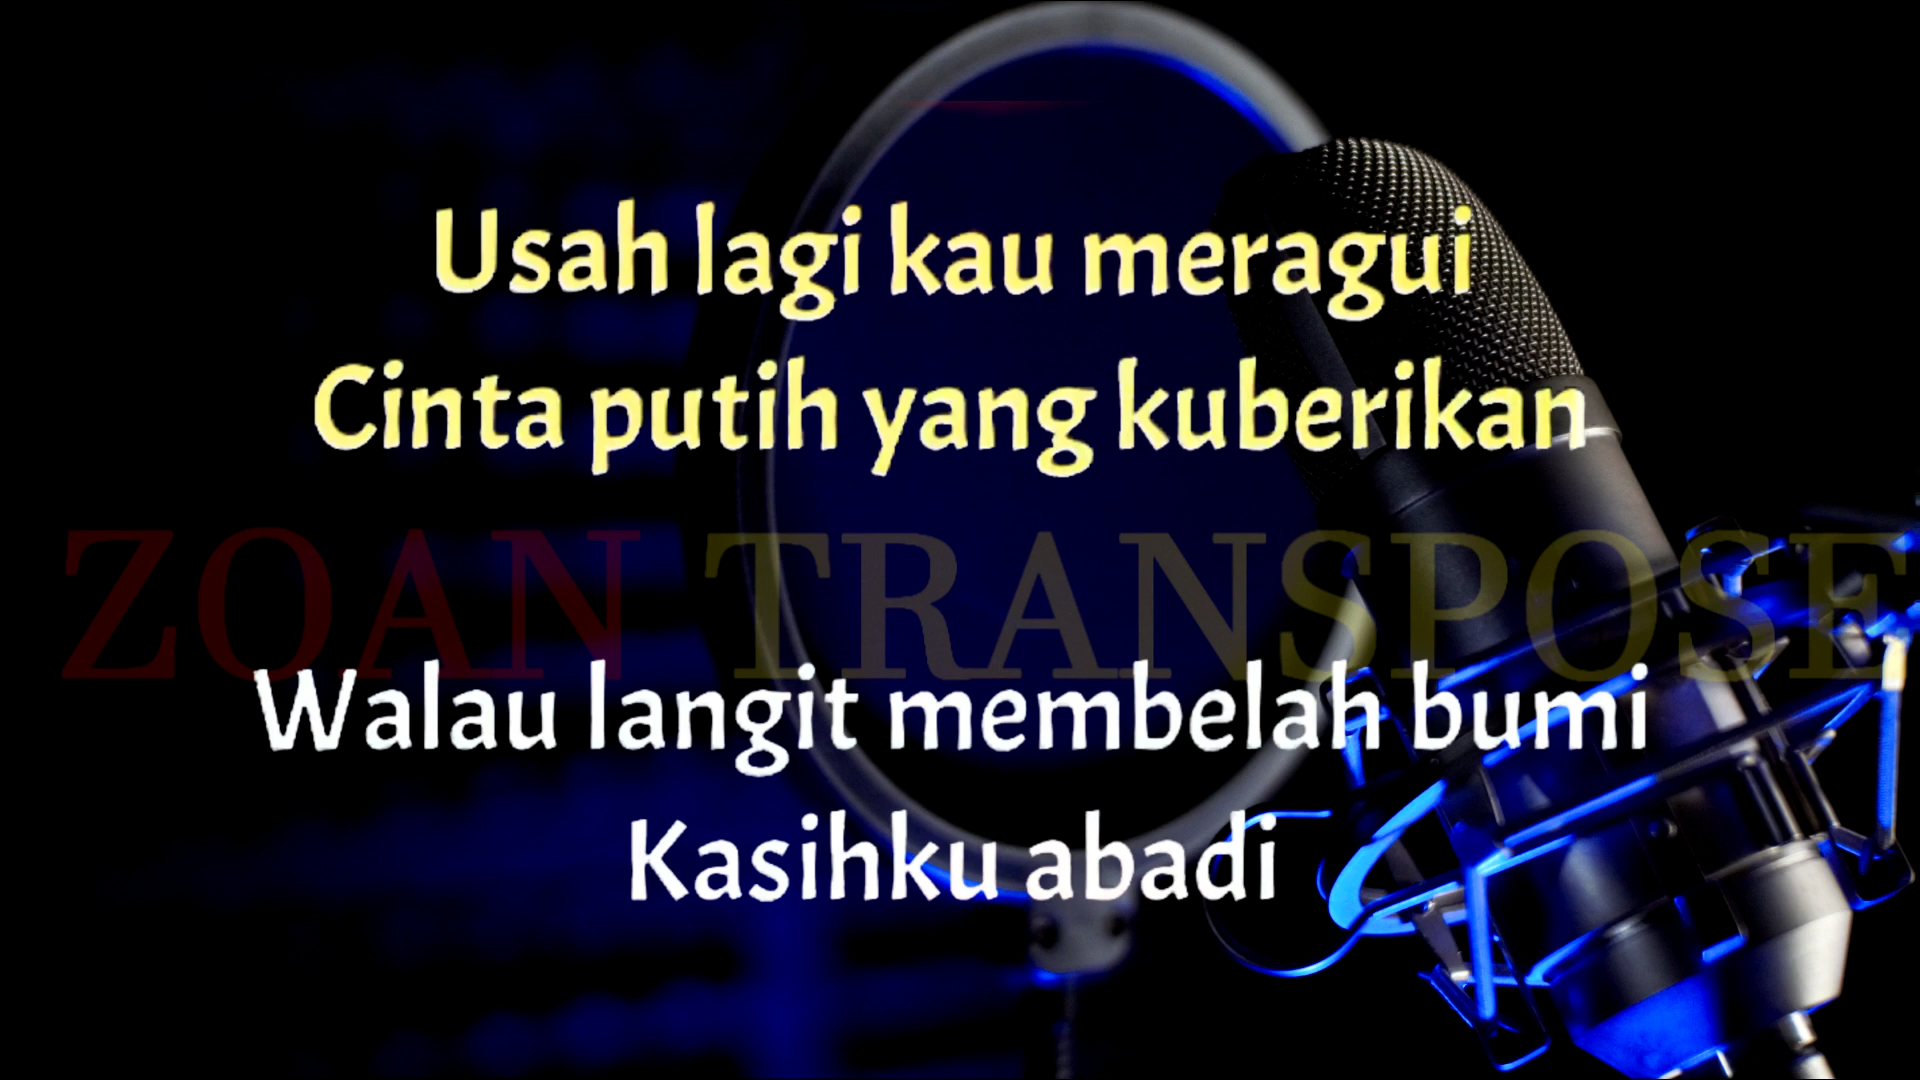 Usah lagi kau meragui
Cinta putih yang kuberikan
ZOAN TRANSPOSE
Walau langit membelah bumi
Kasihku abadi